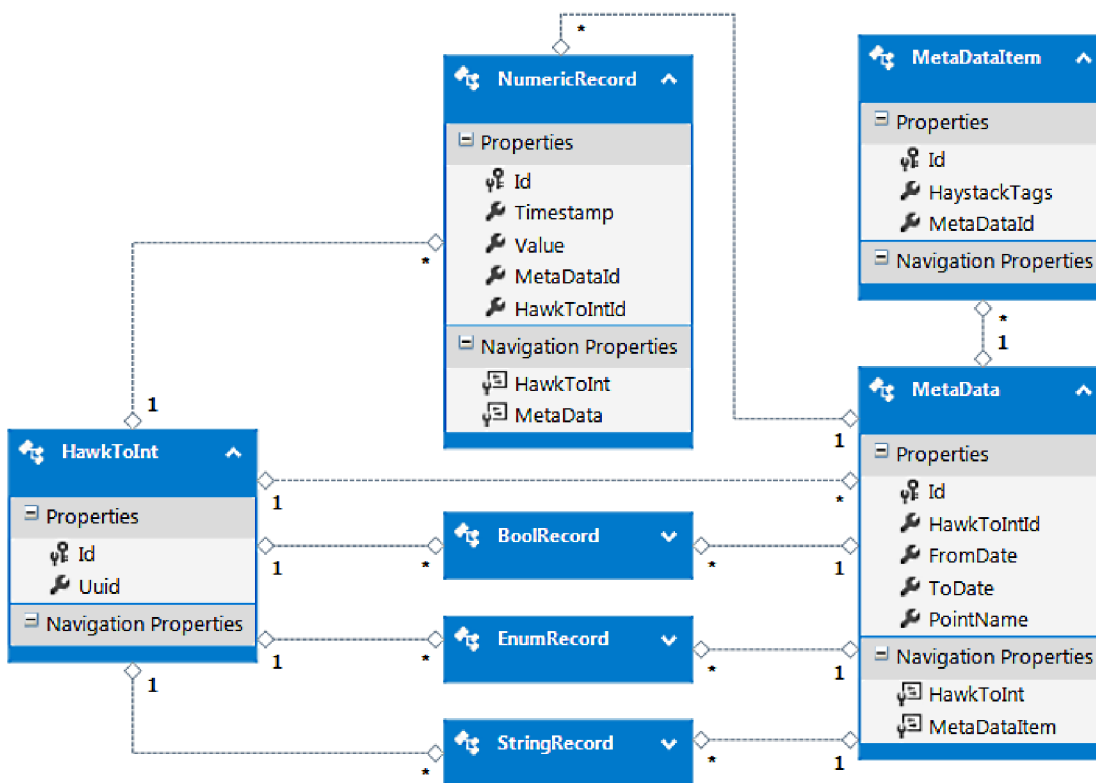 *
NumericRecord
Properties
Id
Timestamp
Value
MetaDataId
HawkToIntId
Navigation Properties
HawkToInt
MetaData
*
1
MetaDataItem
Properties
Id
HaystackTags
MetaDataId
Navigation Properties
*
1
MetaData
Properties
Id
HawkToIntId
FromDate
ToDate
PointName
Navigation Properties
HawkToInt
MetaDataItem
1
HawkToInt
Properties
Id
Uuid
Navigation Properties
1
*
1
*
BoolRecord
*
1
1
*
EnumRecord
*
1
1
*
StringRecord
*
1